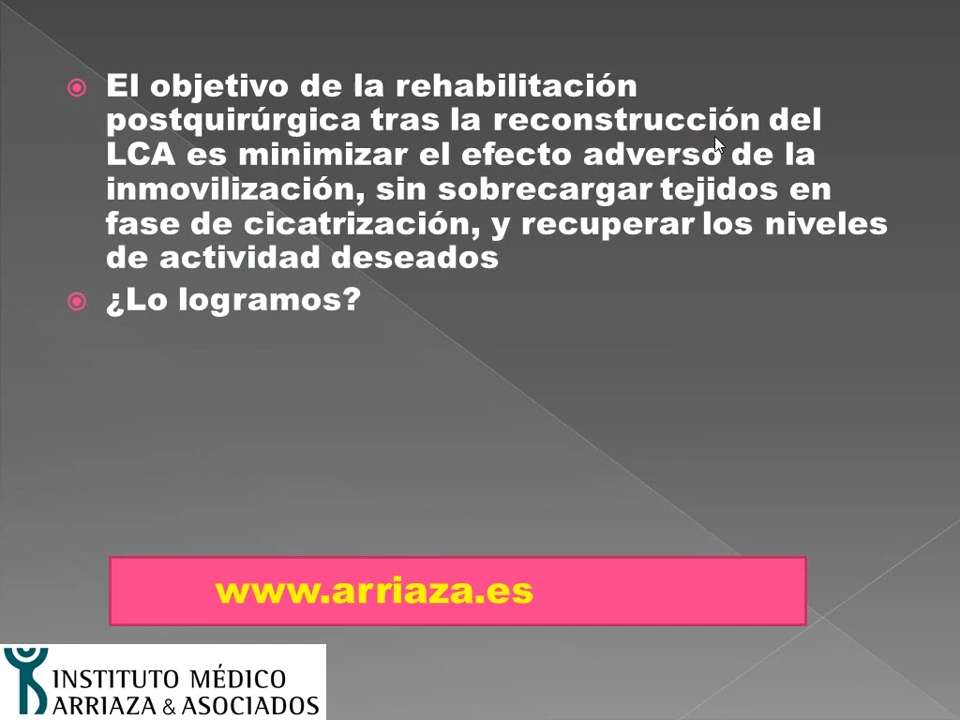 El objetivo de la rehabilitación
postquirúrgica tras la reconstrucción del
LCA es minimizar el efecto adverso de la
inmovilización, sin sobrecargar tejidos en
fase de cicatrización, y recuperar los niveles
de actividad deseados
¿Lo logramos?
www.arriaza.es
INSTITUTO MÉDICO
ARRIAZA & ASOCIADOS